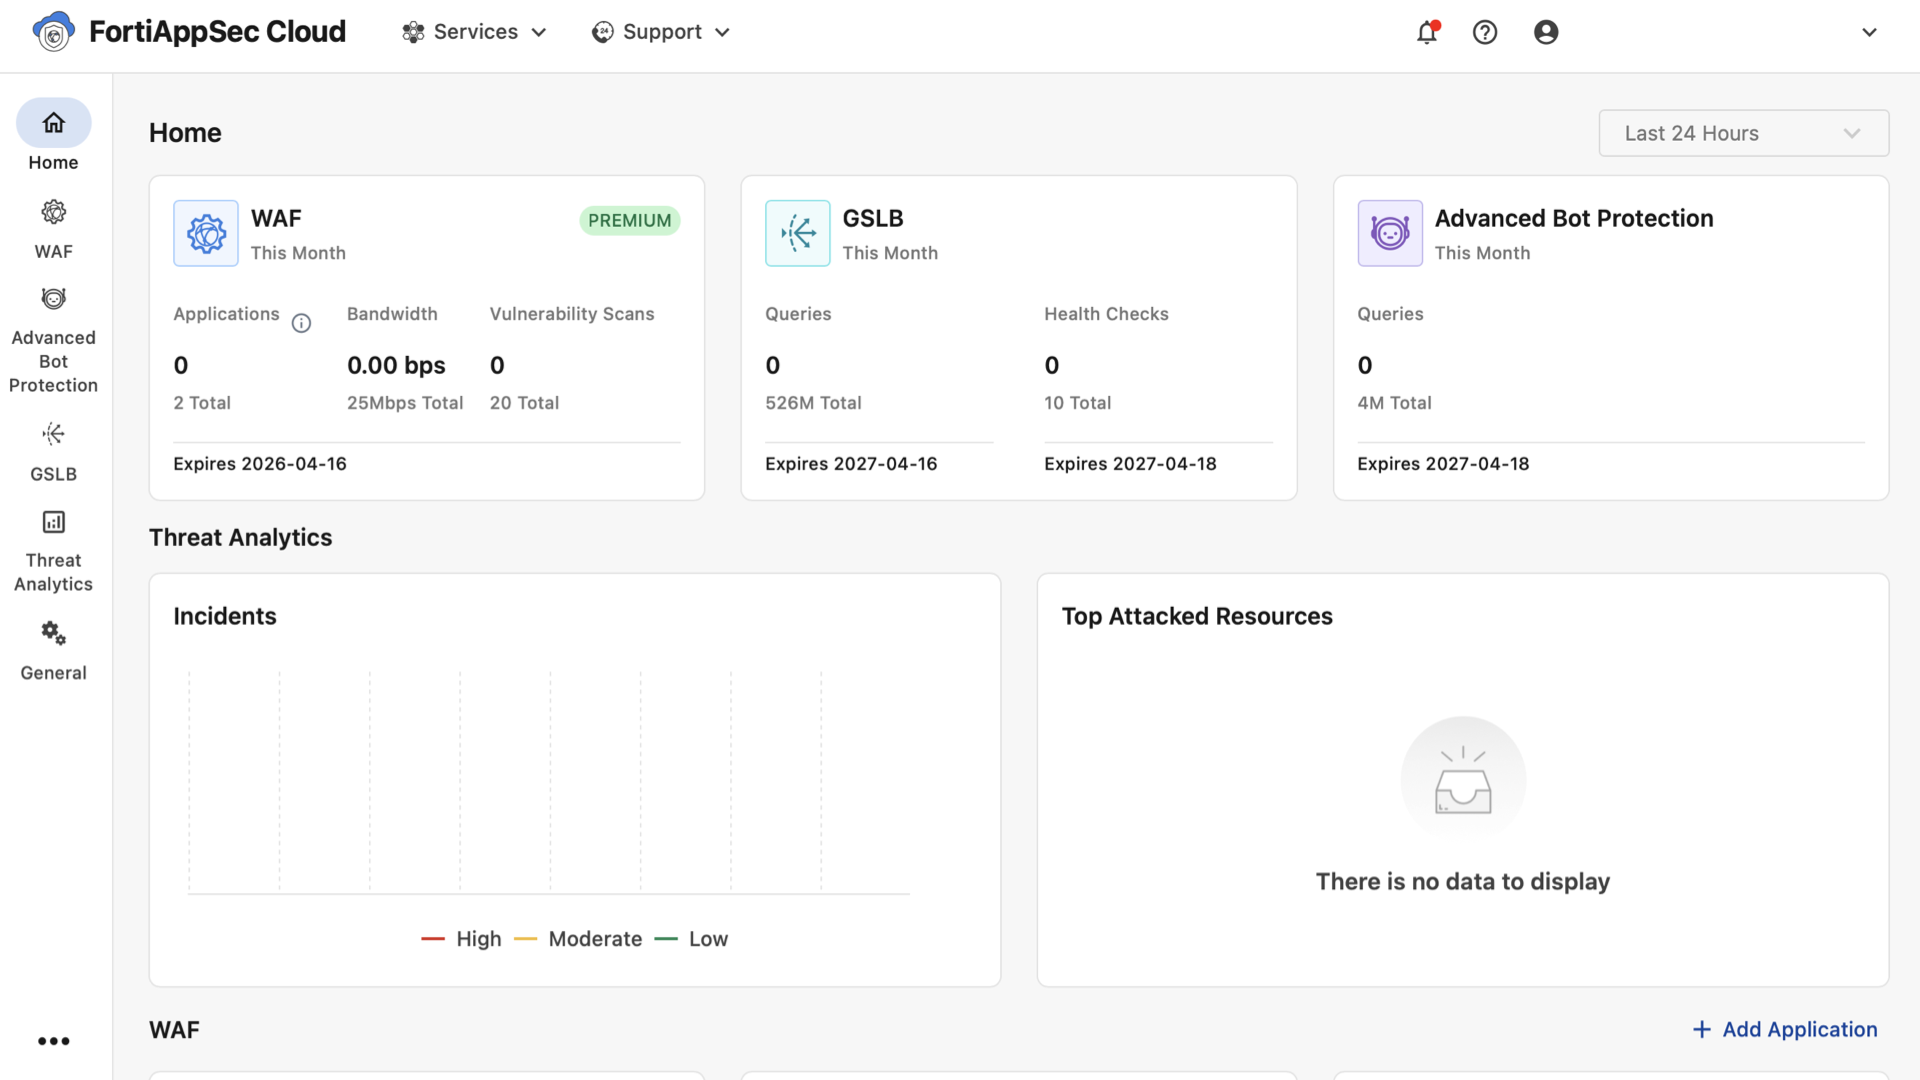 FortiAppSec Cloud
Services
Support
24
Home
WAF
Advanced
Bot
Protection
GSLB
Threat
Analytics
General
Home
Last 24 Hours
WAF
PREMIUM
This Month
Applications
Bandwidth
Vulnerability Scans
0
0.00 bps
0
2 Total
25Mbps Total
20 Total
Expires 2026-04-16
GSLB
This Month
Queries
Health Checks
0
0
526M Total
10 Total
Expires 2027-04-16
Expires 2027-04-18
Advanced Bot Protection
This Month
Queries
0
4M Total
Expires 2027-04-18
Threat Analytics
Incidents
High
Moderate
Low
Top Attacked Resources
There is no data to display
WAF
+ Add Application